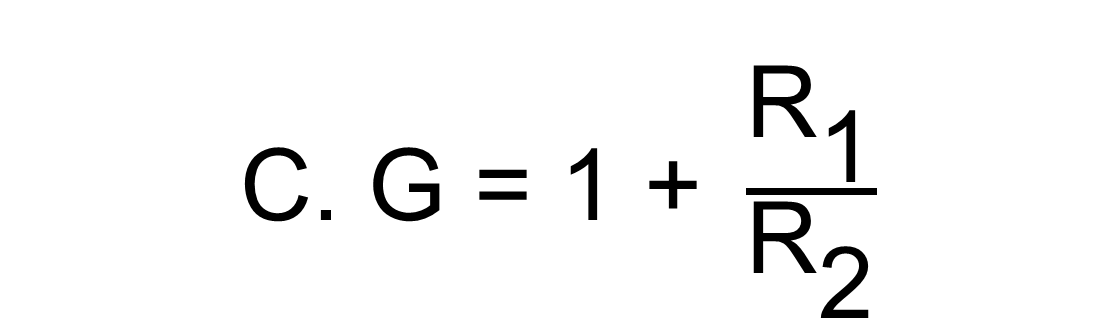 C. G = 1 + R₁/R₂